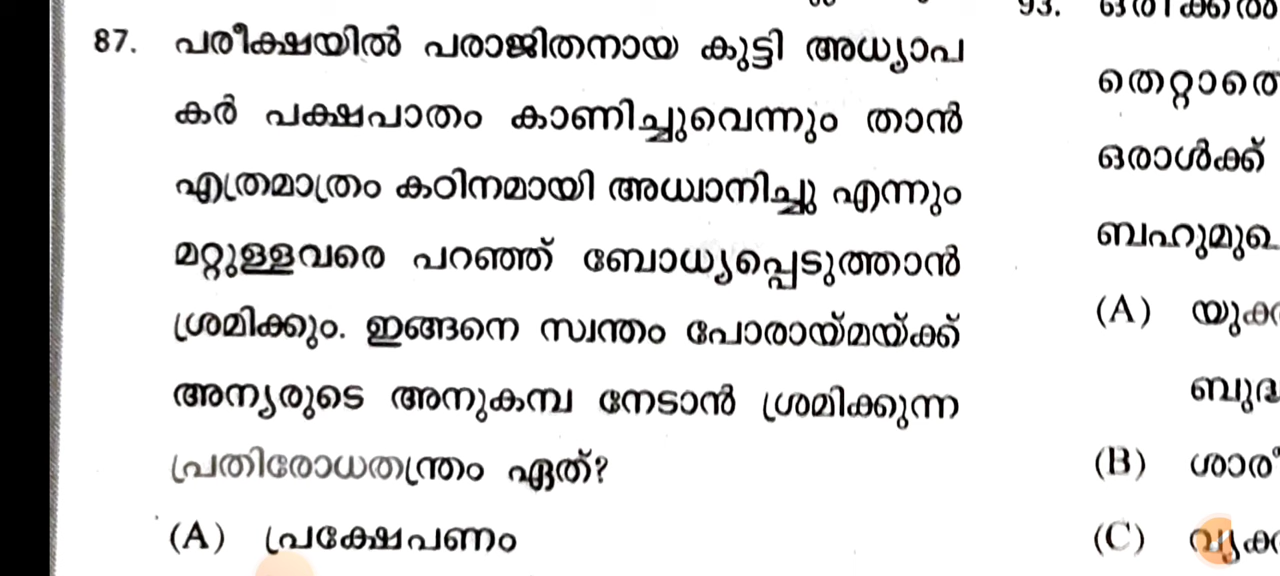 87. പരീക്ഷയിൽ പരാജിതനായ കുട്ടി അധ്യാപ
കർ പക്ഷപാതം കാണിച്ചുവെന്നും താൻ
എത്രമാത്രം കഠിനമായി അധ്വാനിച്ചു എന്നും
മറ്റുള്ളവരെ പറഞ്ഞ് ബോധ്യപ്പെടുത്താൻ
ശ്രമിക്കും. ഇങ്ങനെ സ്വന്തം പോരായ്മയ്ക്ക്
അന്യരുടെ അനുകമ്പ നേടാൻ ശ്രമിക്കുന്ന
പ്രതിരോധതന്ത്രം ഏത്?
(A) പ്രക്ഷേപണം
93.
തെറ്റാതെ
ഒരാൾക്ക്
(A)
(B)
(C)